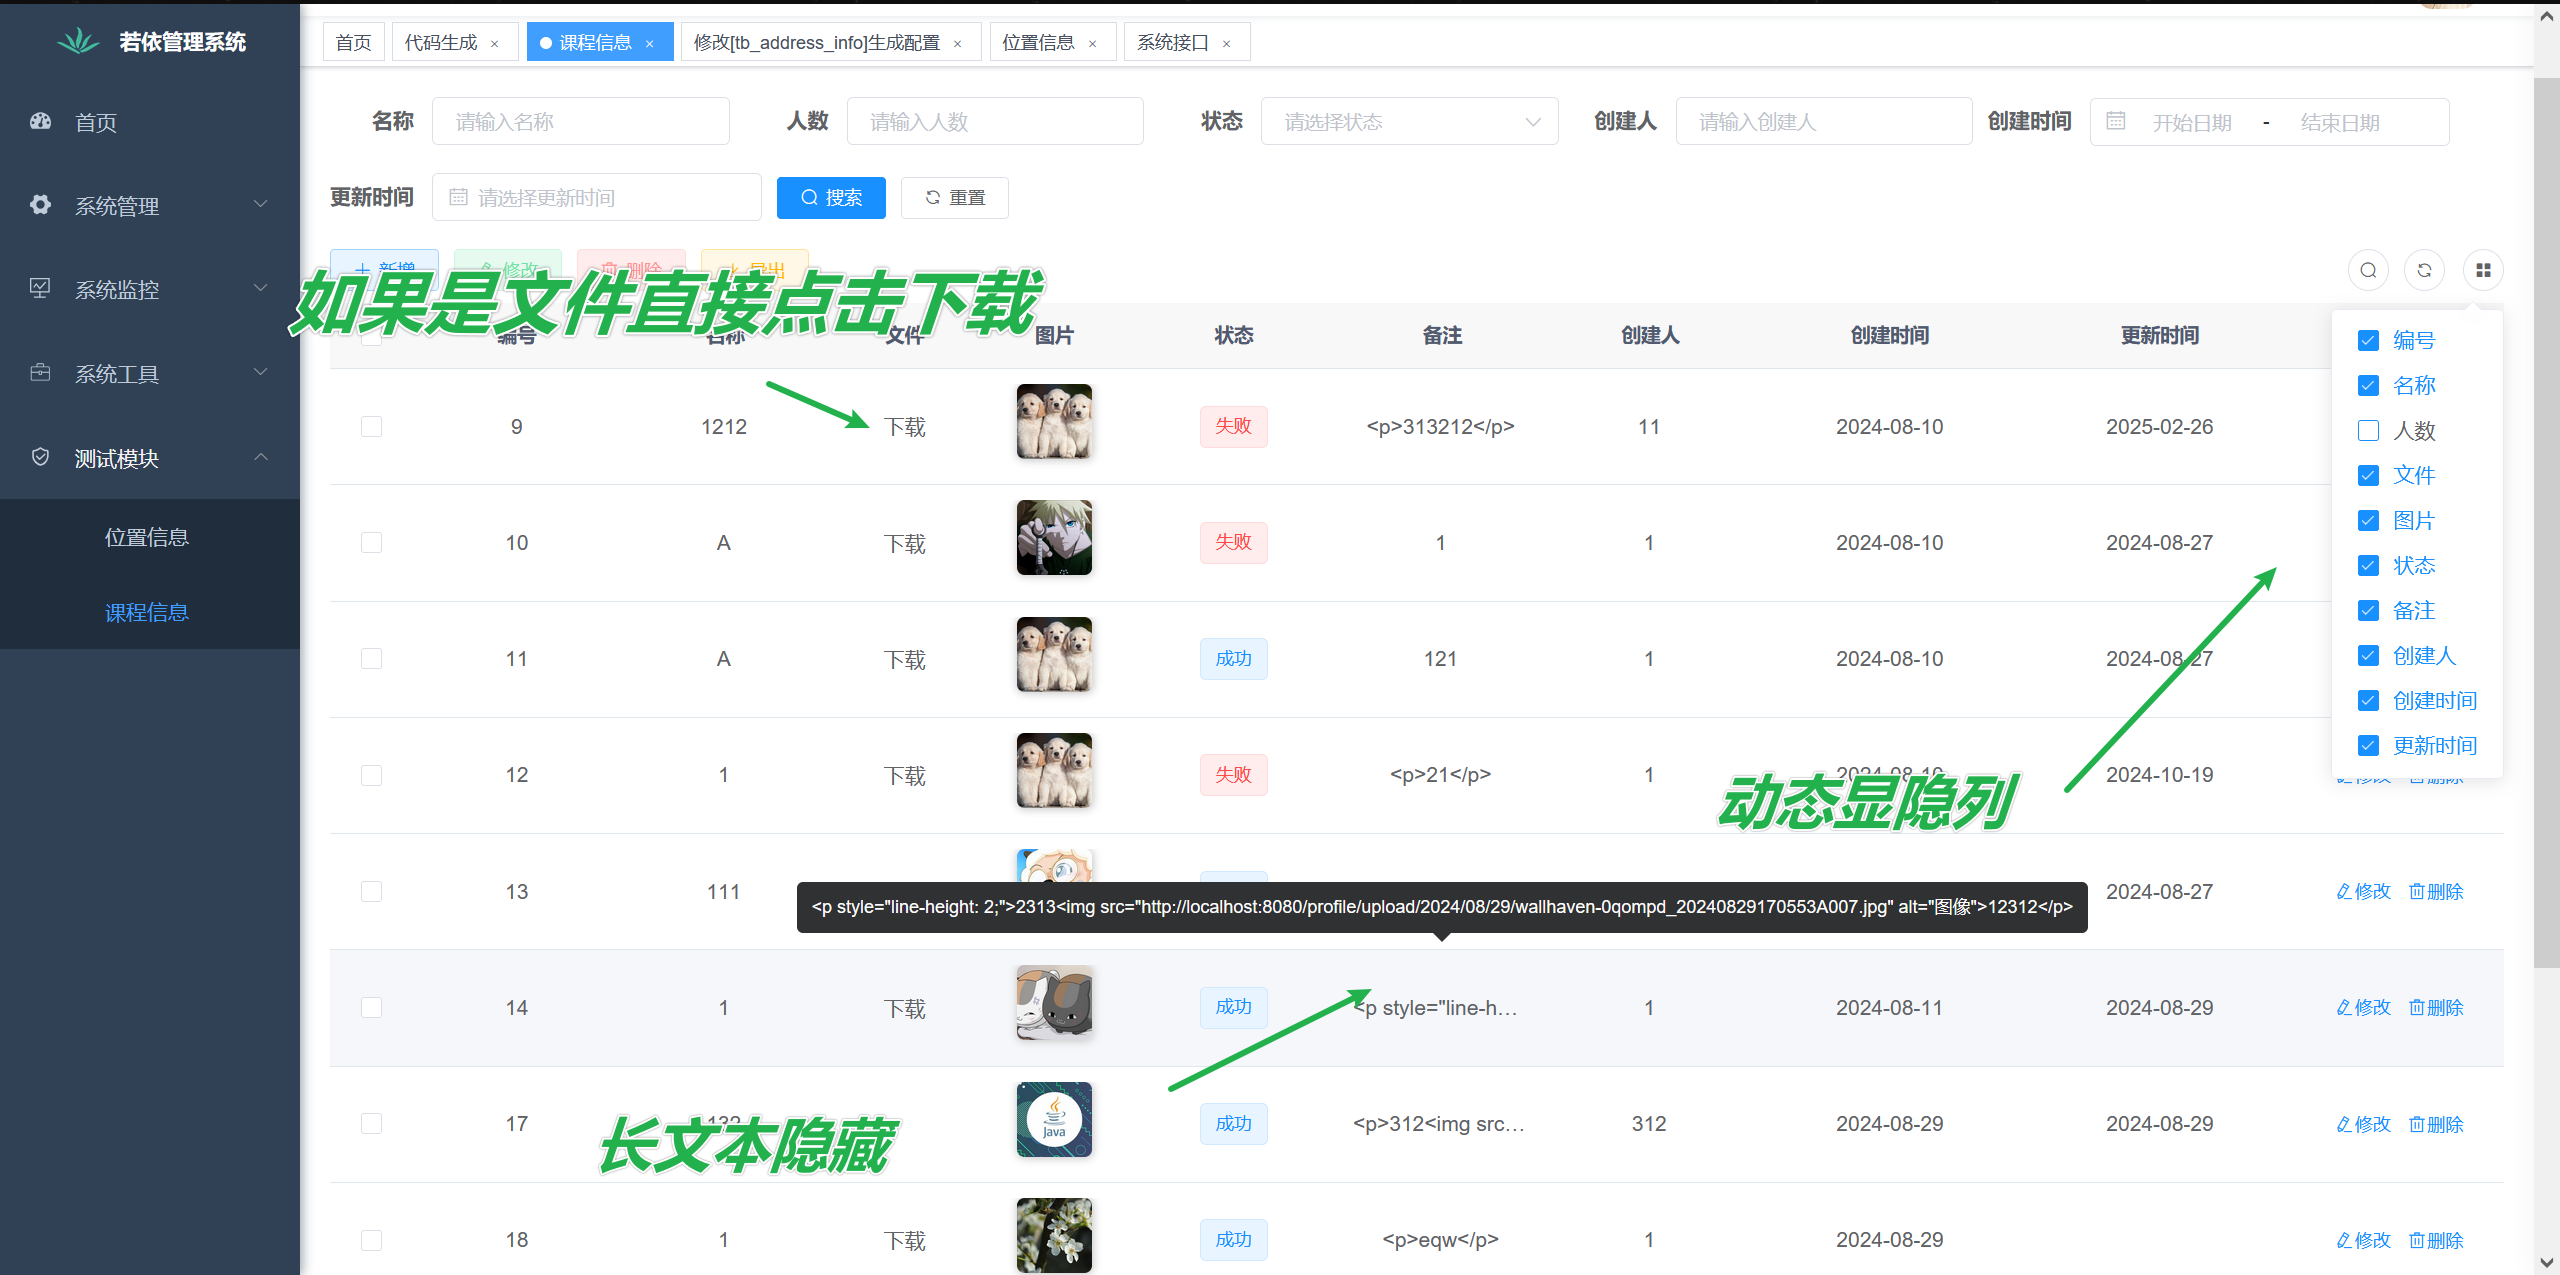 若依管理系统
首页
系统管理
系统监控
系统工具
测试模块
位置信息
课程信息
首页 代码生成 × 课程信息 × 修改[tb_address_info]生成配置 × 位置信息 × 系统接口 ×
名称 请输入名称 人数 请输入人数 状态 请选择状态 创建人 请输入创建人 创建时间 开始日期 - 结束日期
更新时间 请选择更新时间 搜索 重置
新增 修改 删除 导出
如果是文件直接点击下载
编号 名称 文件 图片 状态 备注 创建人 创建时间 更新时间
9 1212 下载 失败 <p>313212</p> 11 2024-08-10 2025-02-26
10 A 下载 失败 1 1 2024-08-10 2024-08-27
11 A 下载 成功 121 1 2024-08-10 2024-08-27
12 1 下载 失败 <p>21</p> 1 2024-08-10 2024-10-19 修改 删除
13 111 2024-08-27 修改 删除
<p style="line-height: 2;">2313<img src="http://localhost:8080/profile/upload/2024/08/29/wallhaven-0qompd_20240829170553A007.jpg" alt="图像">12312</p>
14 1 下载 成功 <p style="line-h… 1 2024-08-11 2024-08-29 修改 删除
17 132 Java 成功 <p>312<img src… 312 2024-08-29 2024-08-29 修改 删除
18 1 下载 成功 <p>eqw</p> 1 2024-08-29 修改 删除
编号
名称
人数
文件
图片
状态
备注
创建人
创建时间
更新时间
动态显隐列
长文本隐藏